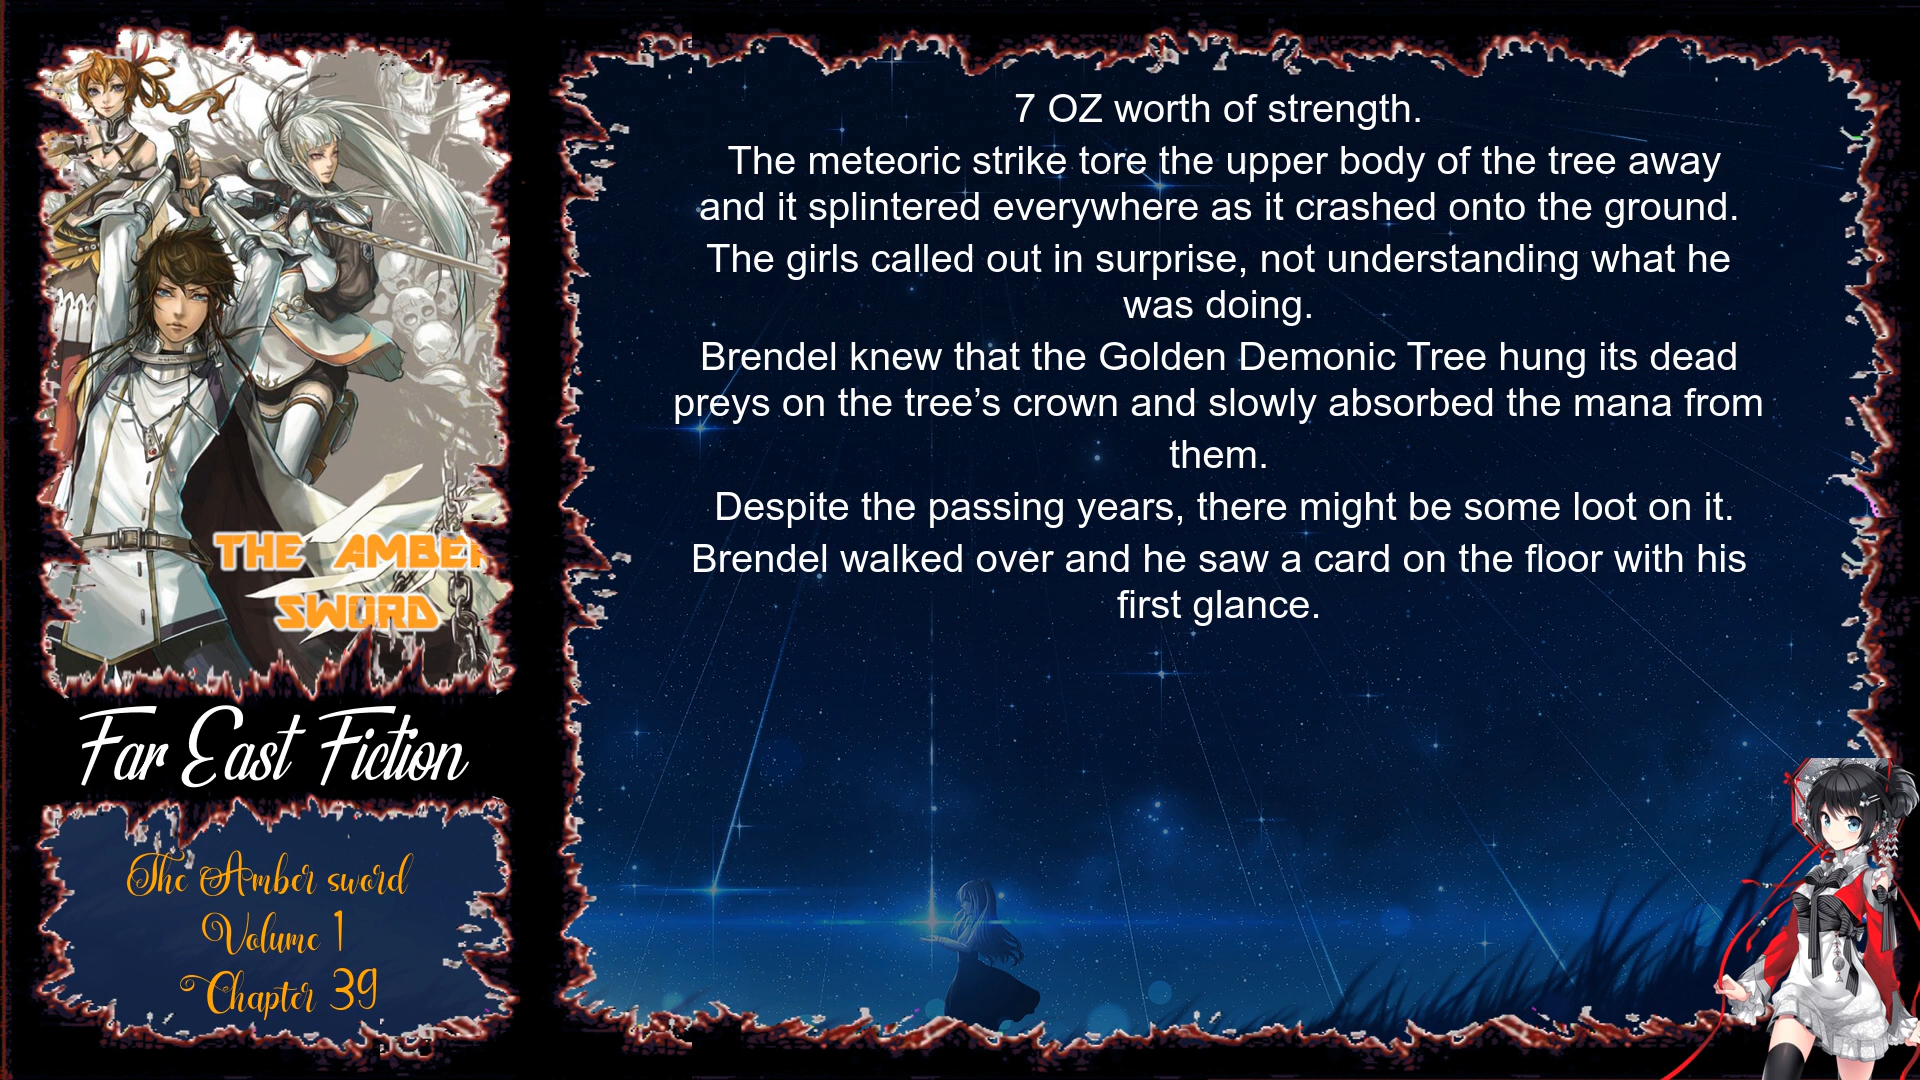 THE AMBER
SWORD
Far East Fiction
The Amber sword
Volume 1
Chapter 39
7 OZ worth of strength.
The meteoric strike tore the upper body of the tree away
and it splintered everywhere as it crashed onto the ground.
The girls called out in surprise, not understanding what he
was doing.
Brendel knew that the Golden Demonic Tree hung its dead
preys on the tree’s crown and slowly absorbed the mana from
them.
Despite the passing years, there might be some loot on it.
Brendel walked over and he saw a card on the floor with his
first glance.